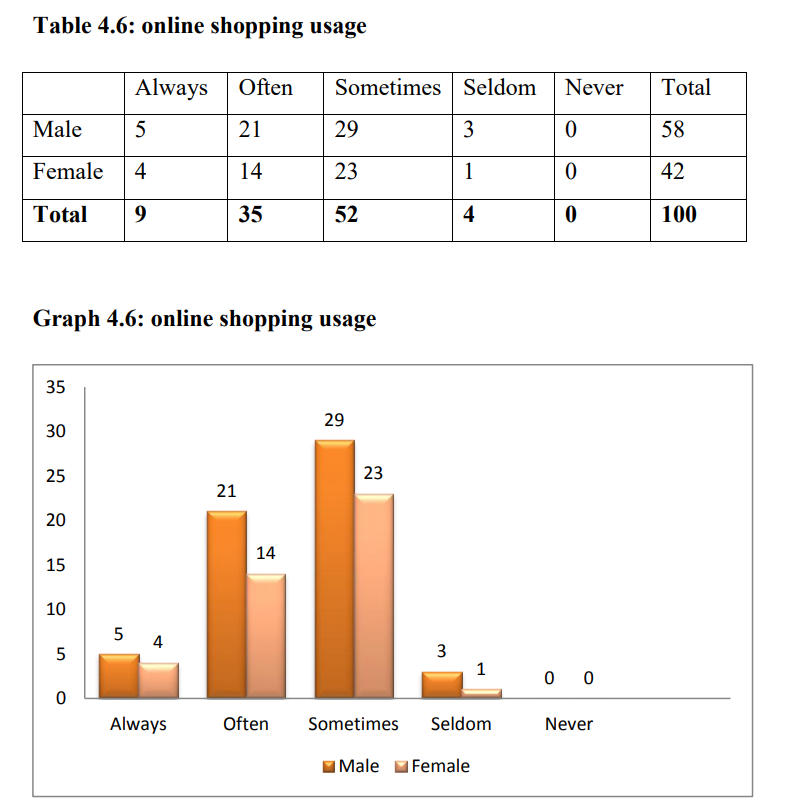 Table 4.6: online shopping usage
Always Often Sometimes Seldom Never Total
Male 5 21 29 3 0 58
Female 4 14 23 1 0 42
Total 9 35 52 4 0 100
Graph 4.6: online shopping usage
35
30
25
20
15
10
5
0
29
23
21
14
5 4
3 1
0 0
Always Often Sometimes Seldom Never
Male Female